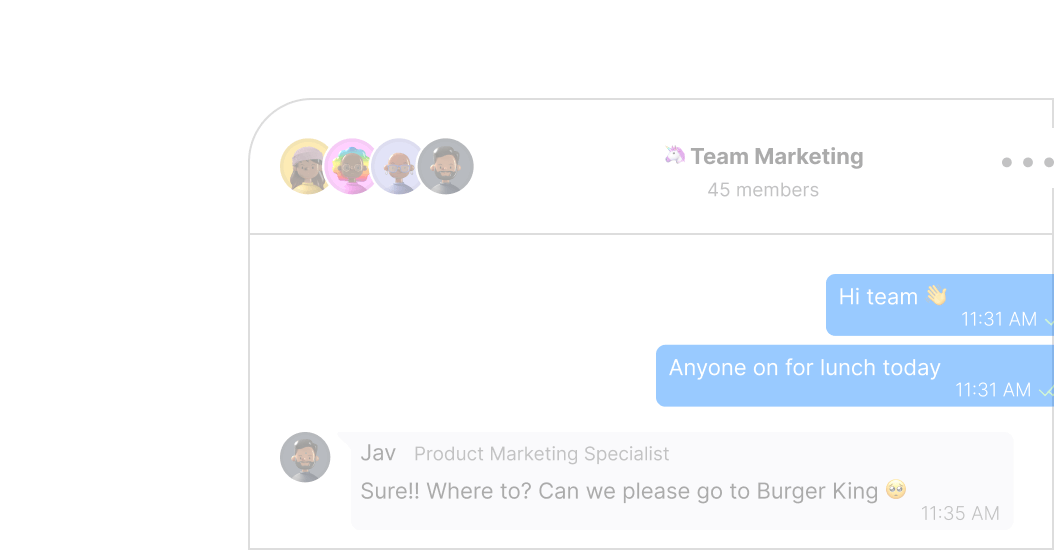 🦄 Team Marketing
45 members
Hi team 👋
11:31 AM
Anyone on for lunch today
11:31 AM
Jav Product Marketing Specialist
Sure!! Where to? Can we please go to Burger King 🥺
11:35 AM